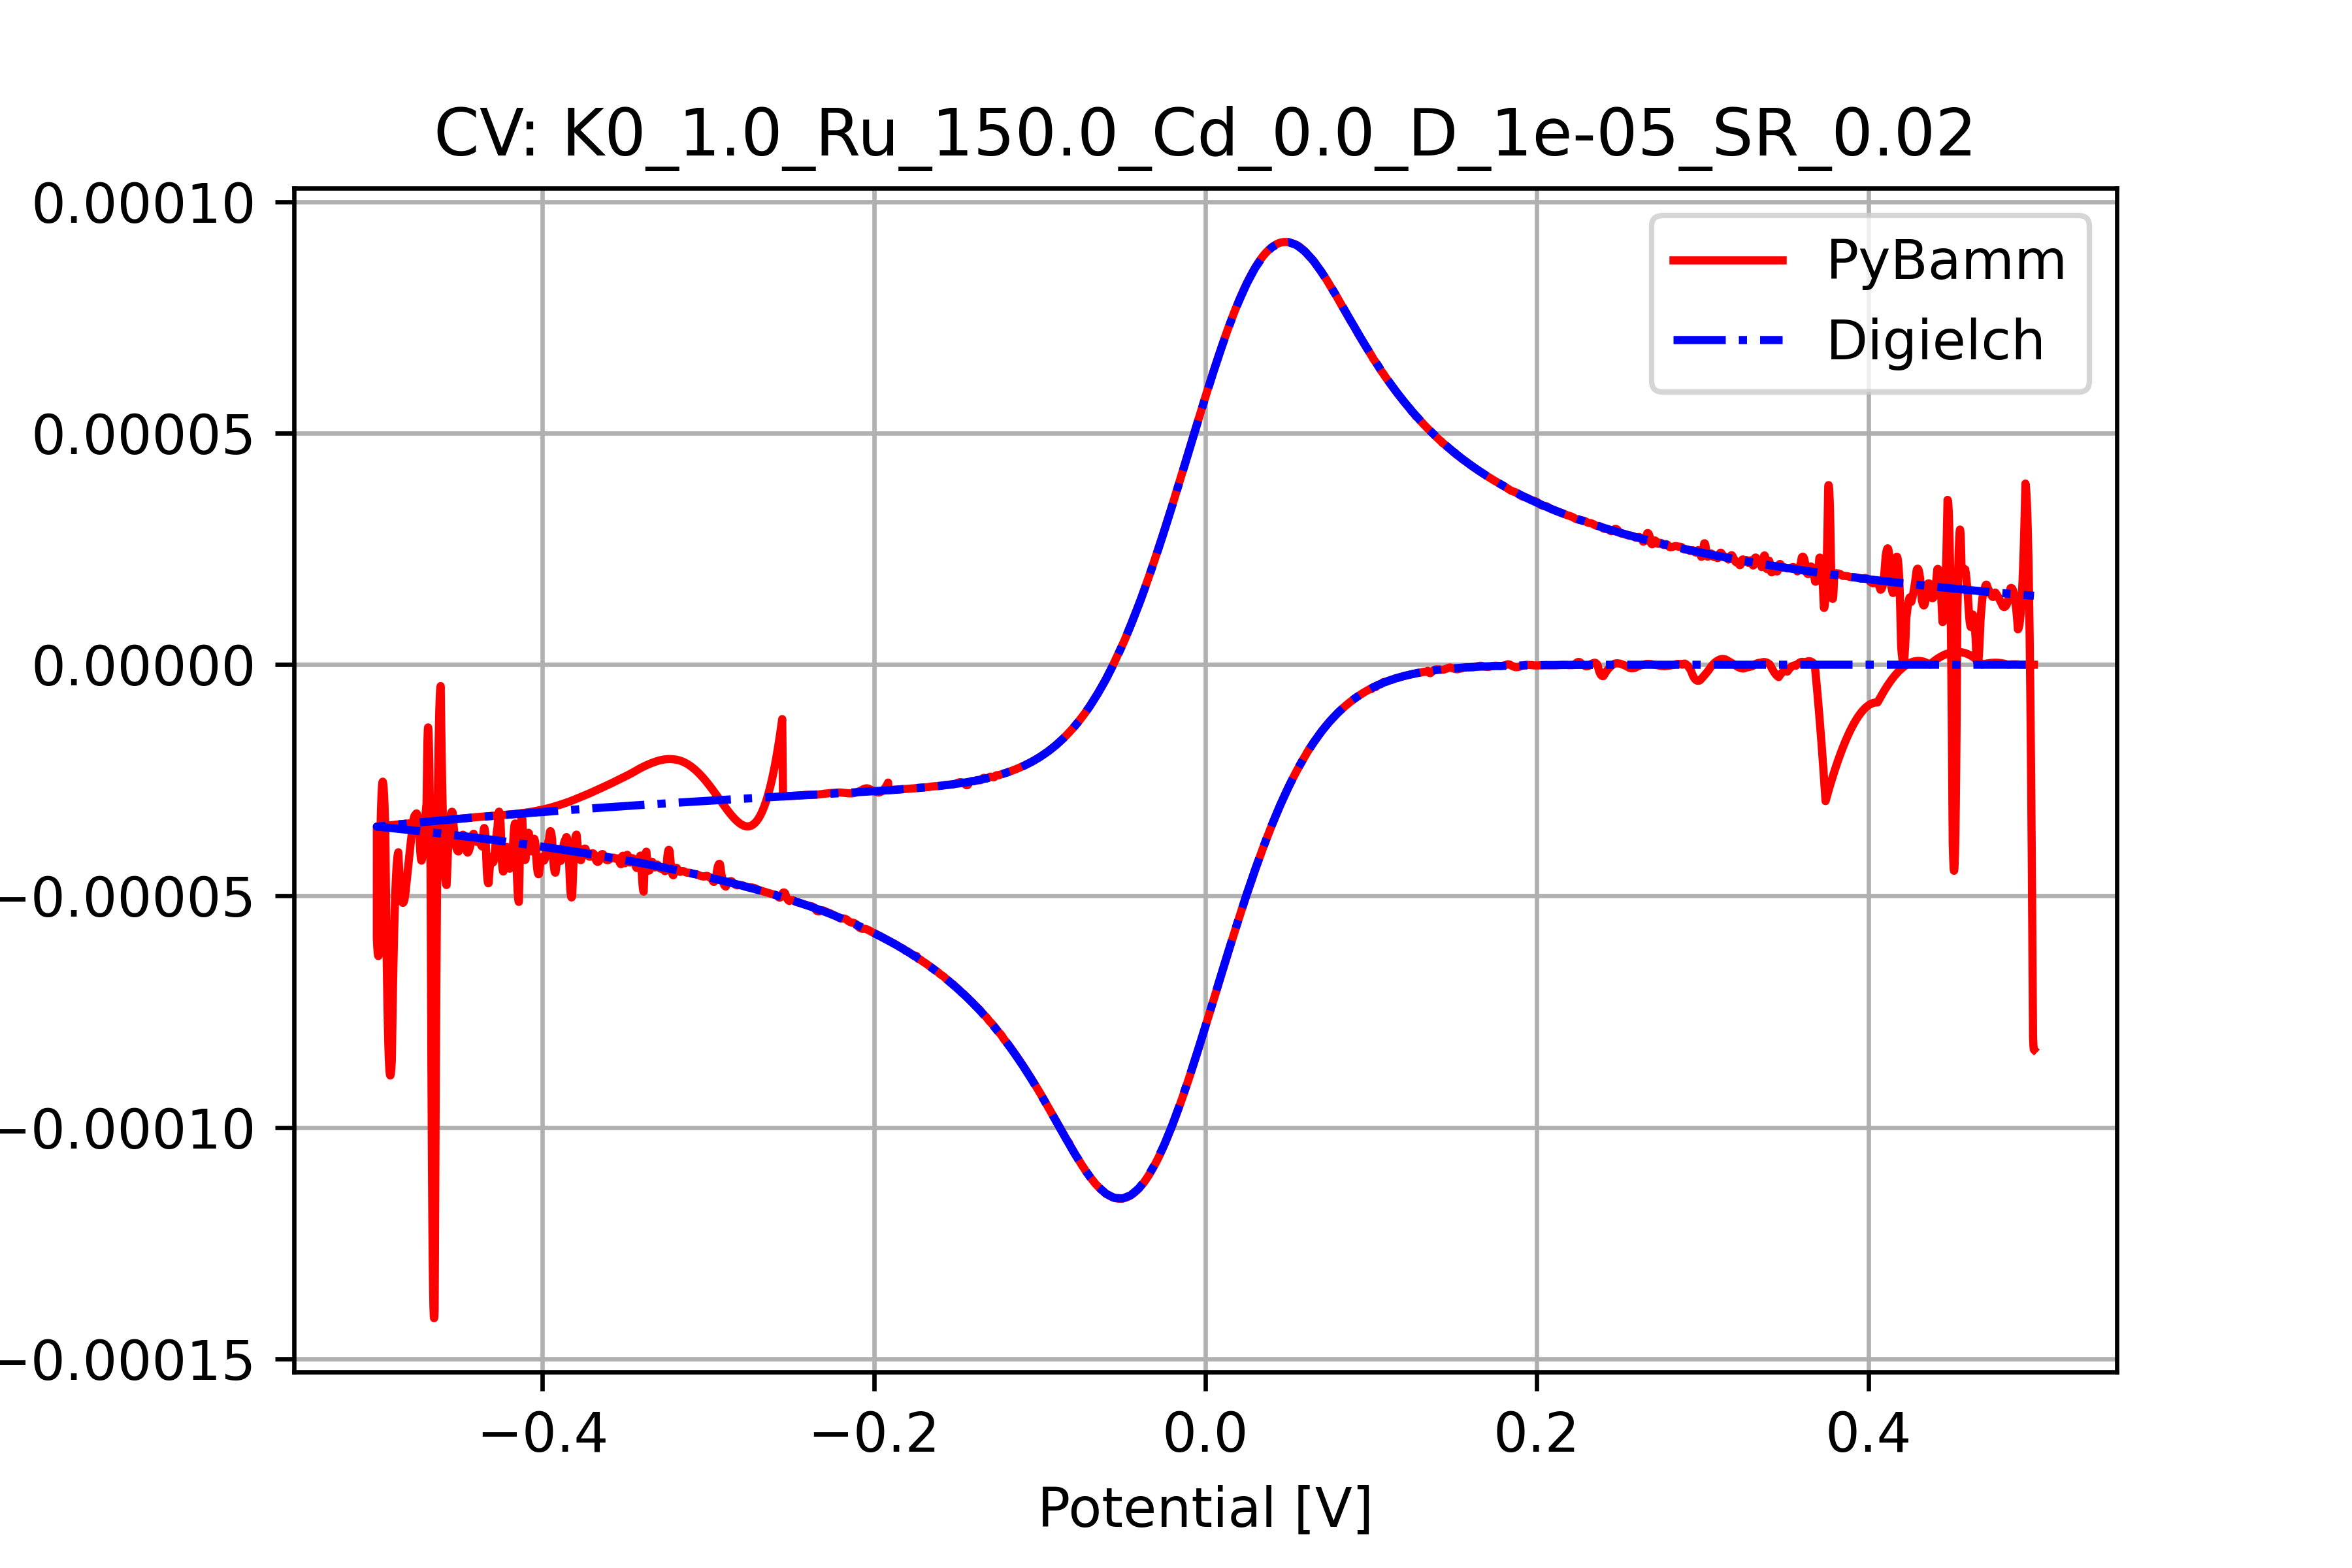 CV: K0_1.0_Ru_150.0_Cd_0.0_D_1e-05_SR_0.02
0.00010
0.00005
0.00000
−0.00005
−0.00010
−0.00015
PyBamm
Digielch
−0.4 −0.2 0.0 0.2 0.4
Potential [V]